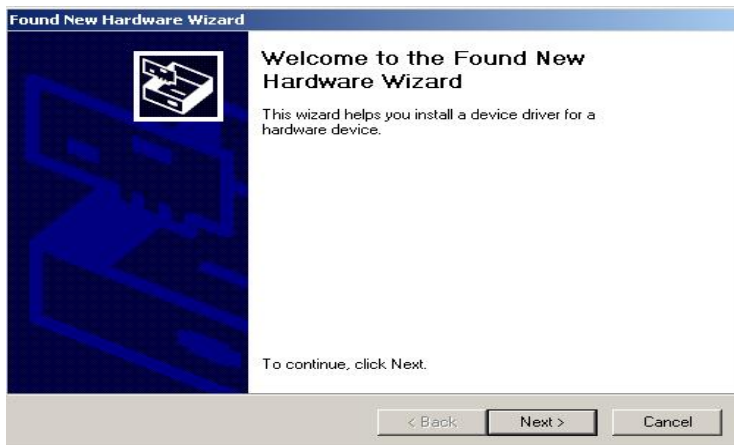 Found New Hardware Wizard
Welcome to the Found New
Hardware Wizard
This wizard helps you install a device driver for a
hardware device.
To continue, click Next.
< Back
Next >
Cancel